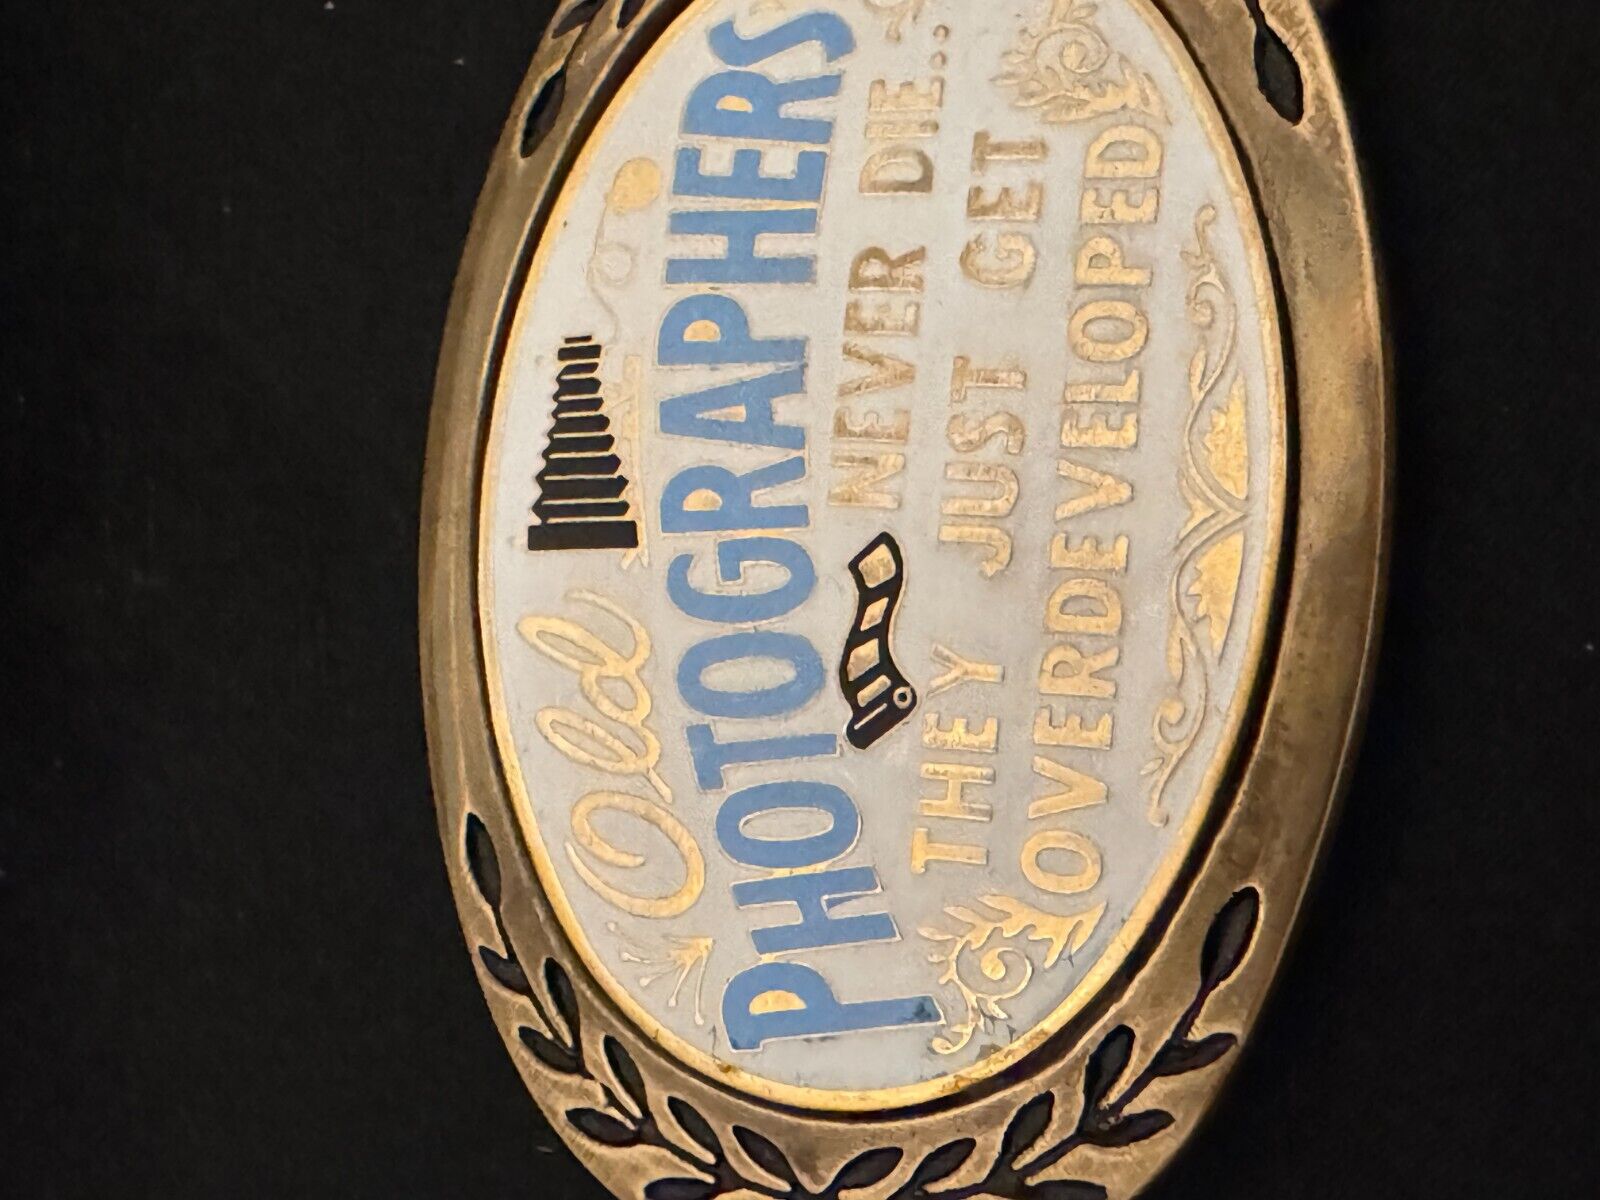 Old
PHOTOGRAPHERS
NEVER DIE...
THEY JUST GET
OVERDEVELOPED